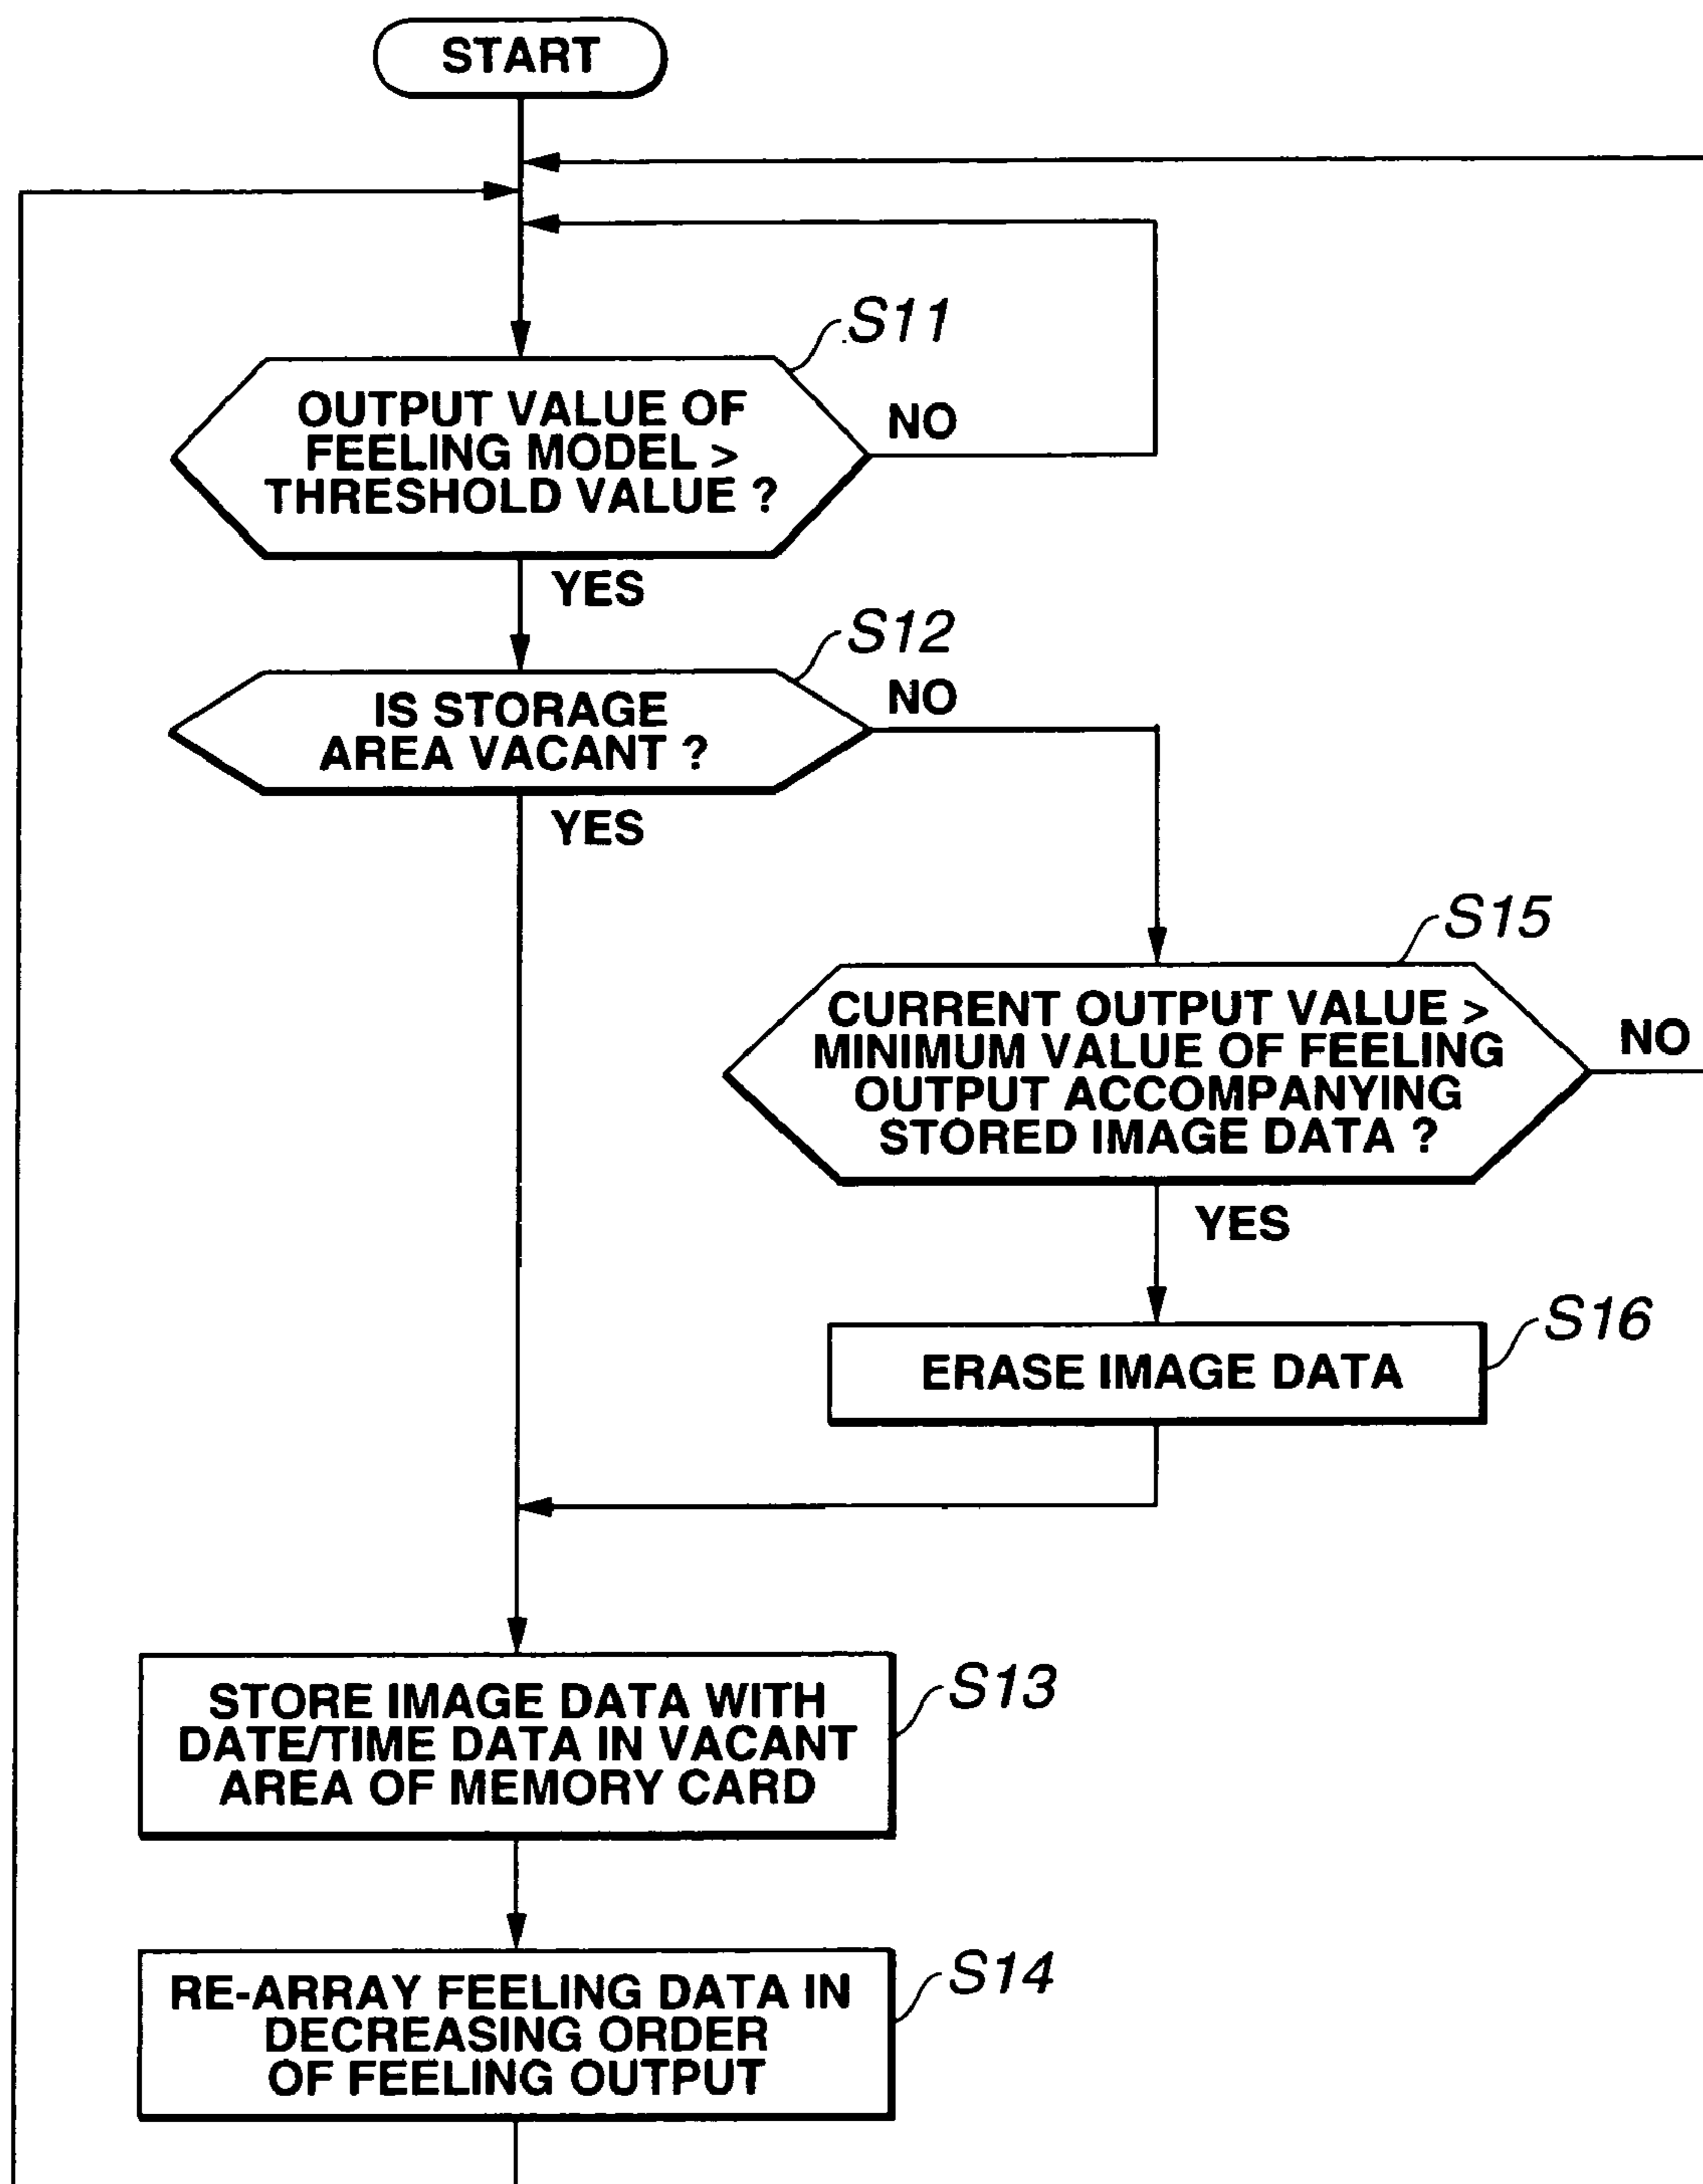 START
S11
OUTPUT VALUE OF
FEELING MODEL >
THRESHOLD VALUE ?
NO
YES
S12
IS STORAGE
AREA VACANT ?
NO
YES
S15
CURRENT OUTPUT VALUE >
MINIMUM VALUE OF FEELING
OUTPUT ACCOMPANYING
STORED IMAGE DATA ?
NO
YES
S16
ERASE IMAGE DATA
S13
STORE IMAGE DATA WITH
DATE/TIME DATA IN VACANT
AREA OF MEMORY CARD
S14
RE-ARRAY FEELING DATA IN
DECREASING ORDER
OF FEELING OUTPUT